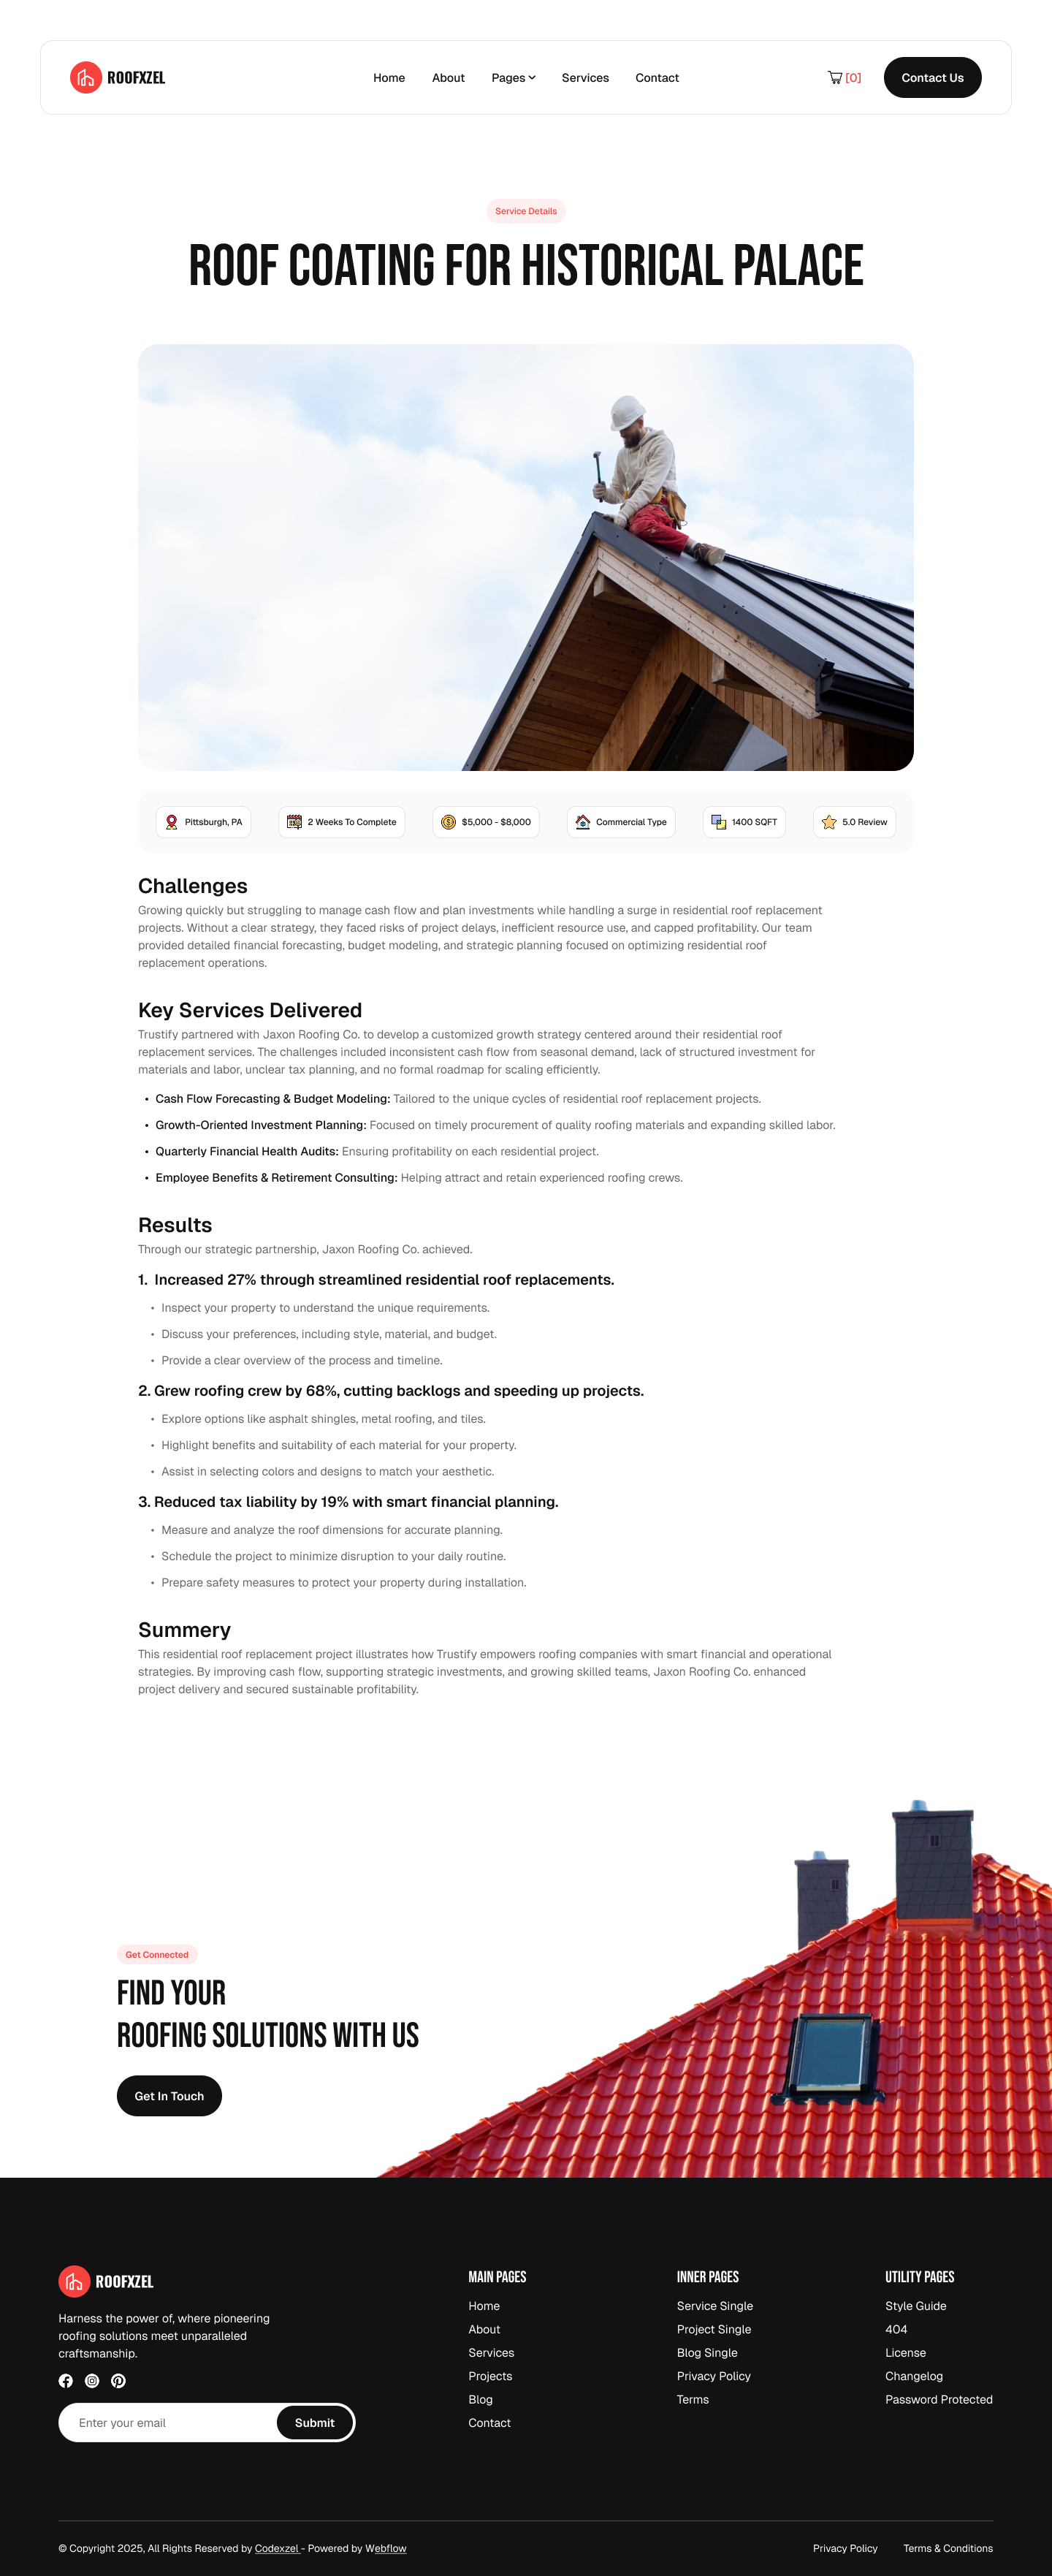 ROOFXZEL
Home About Pages Services Contact
[0]
Contact Us
Service Details
ROOF COATING FOR HISTORICAL PALACE
Pittsburgh, PA
2 Weeks To Complete
$5,000 - $8,000
Commercial Type
1400 SQFT
5.0 Review
Challenges
Growing quickly but struggling to manage cash flow and plan investments while handling a surge in residential roof replacement
projects. Without a clear strategy, they faced risks of project delays, inefficient resource use, and capped profitability. Our team
provided detailed financial forecasting, budget modeling, and strategic planning focused on optimizing residential roof
replacement operations.
Key Services Delivered
Trustify partnered with Jaxon Roofing Co. to develop a customized growth strategy centered around their residential roof
replacement services. The challenges included inconsistent cash flow from seasonal demand, lack of structured investment for
materials and labor, unclear tax planning, and no formal roadmap for scaling efficiently.
• Cash Flow Forecasting & Budget Modeling: Tailored to the unique cycles of residential roof replacement projects.
• Growth-Oriented Investment Planning: Focused on timely procurement of quality roofing materials and expanding skilled labor.
• Quarterly Financial Health Audits: Ensuring profitability on each residential project.
• Employee Benefits & Retirement Consulting: Helping attract and retain experienced roofing crews.
Results
Through our strategic partnership, Jaxon Roofing Co. achieved.
1. Increased 27% through streamlined residential roof replacements.
• Inspect your property to understand the unique requirements.
• Discuss your preferences, including style, material, and budget.
• Provide a clear overview of the process and timeline.
2. Grew roofing crew by 68%, cutting backlogs and speeding up projects.
• Explore options like asphalt shingles, metal roofing, and tiles.
• Highlight benefits and suitability of each material for your property.
• Assist in selecting colors and designs to match your aesthetic.
3. Reduced tax liability by 19% with smart financial planning.
• Measure and analyze the roof dimensions for accurate planning.
• Schedule the project to minimize disruption to your daily routine.
• Prepare safety measures to protect your property during installation.
Summery
This residential roof replacement project illustrates how Trustify empowers roofing companies with smart financial and operational
strategies. By improving cash flow, supporting strategic investments, and growing skilled teams, Jaxon Roofing Co. enhanced
project delivery and secured sustainable profitability.
Get Connected
FIND YOUR
ROOFING SOLUTIONS WITH US
Get In Touch
ROOFXZEL
Harness the power of, where pioneering
roofing solutions meet unparalleled
craftsmanship.
Enter your email
Submit
MAIN PAGES
Home
About
Services
Projects
Blog
Contact
INNER PAGES
Service Single
Project Single
Blog Single
Privacy Policy
Terms
UTILITY PAGES
Style Guide
404
License
Changelog
Password Protected
© Copyright 2025, All Rights Reserved by Codexzel - Powered by Webflow
Privacy Policy
Terms & Conditions